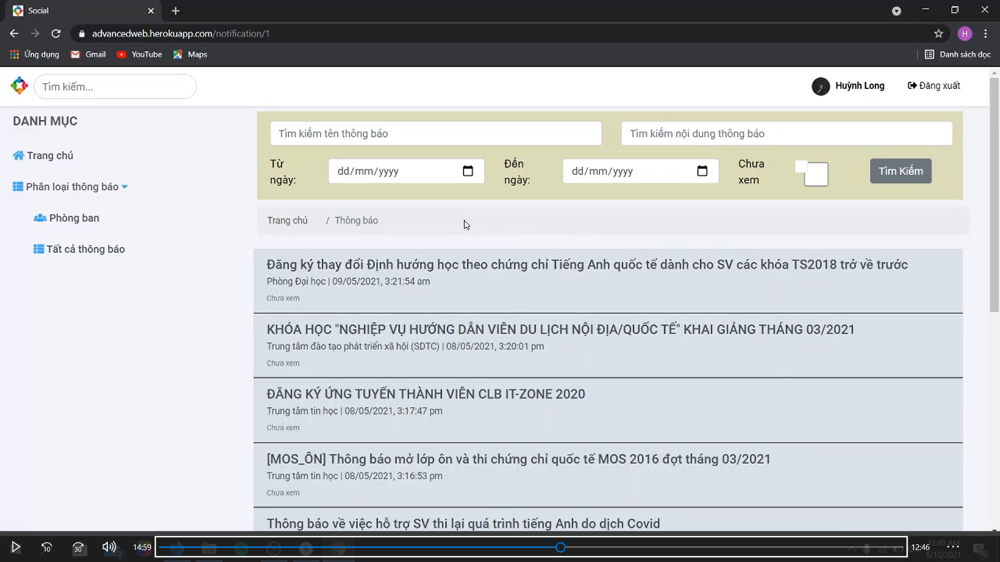 Social
advancedweb.herokuapp.com/notification/1
H
Ứng dụng
Gmail
YouTube
Maps
Danh sách đọc
Tìm kiếm...
Huỳnh Long
Đăng xuất
DANH MỤC
Trang chủ
Phân loại thông báo
Phòng ban
Tất cả thông báo
Tìm kiếm tên thông báo
Tìm kiếm nội dung thông báo
Từ ngày:
dd/mm/yyyy
Đến ngày:
dd/mm/yyyy
Chưa xem
Tìm Kiếm
Trang chủ / Thông báo
Đăng ký thay đổi Định hướng học theo chứng chỉ Tiếng Anh quốc tế dành cho SV các khóa TS2018 trở về trước
Phòng Đại học | 09/05/2021, 3:21:54 am
Chưa xem
KHÓA HỌC "NGHIỆP VỤ HƯỚNG DẪN VIÊN DU LỊCH NỘI ĐỊA/QUỐC TẾ" KHAI GIẢNG THÁNG 03/2021
Trung tâm đào tạo phát triển xã hội (SDTC) | 08/05/2021, 3:20:01 pm
Chưa xem
ĐĂNG KÝ ỨNG TUYỂN THÀNH VIÊN CLB IT-ZONE 2020
Trung tâm tin học | 08/05/2021, 3:17:47 pm
Chưa xem
[MOS_ÔN] Thông báo mở lớp ôn và thi chứng chỉ quốc tế MOS 2016 đợt tháng 03/2021
Trung tâm tin học | 08/05/2021, 3:16:53 pm
Chưa xem
Thông báo về việc hỗ trợ SV thi lại quá trình tiếng Anh do dịch Covid
10
30
2
14:59
12:46
11:40 AM
5/10/2021
10